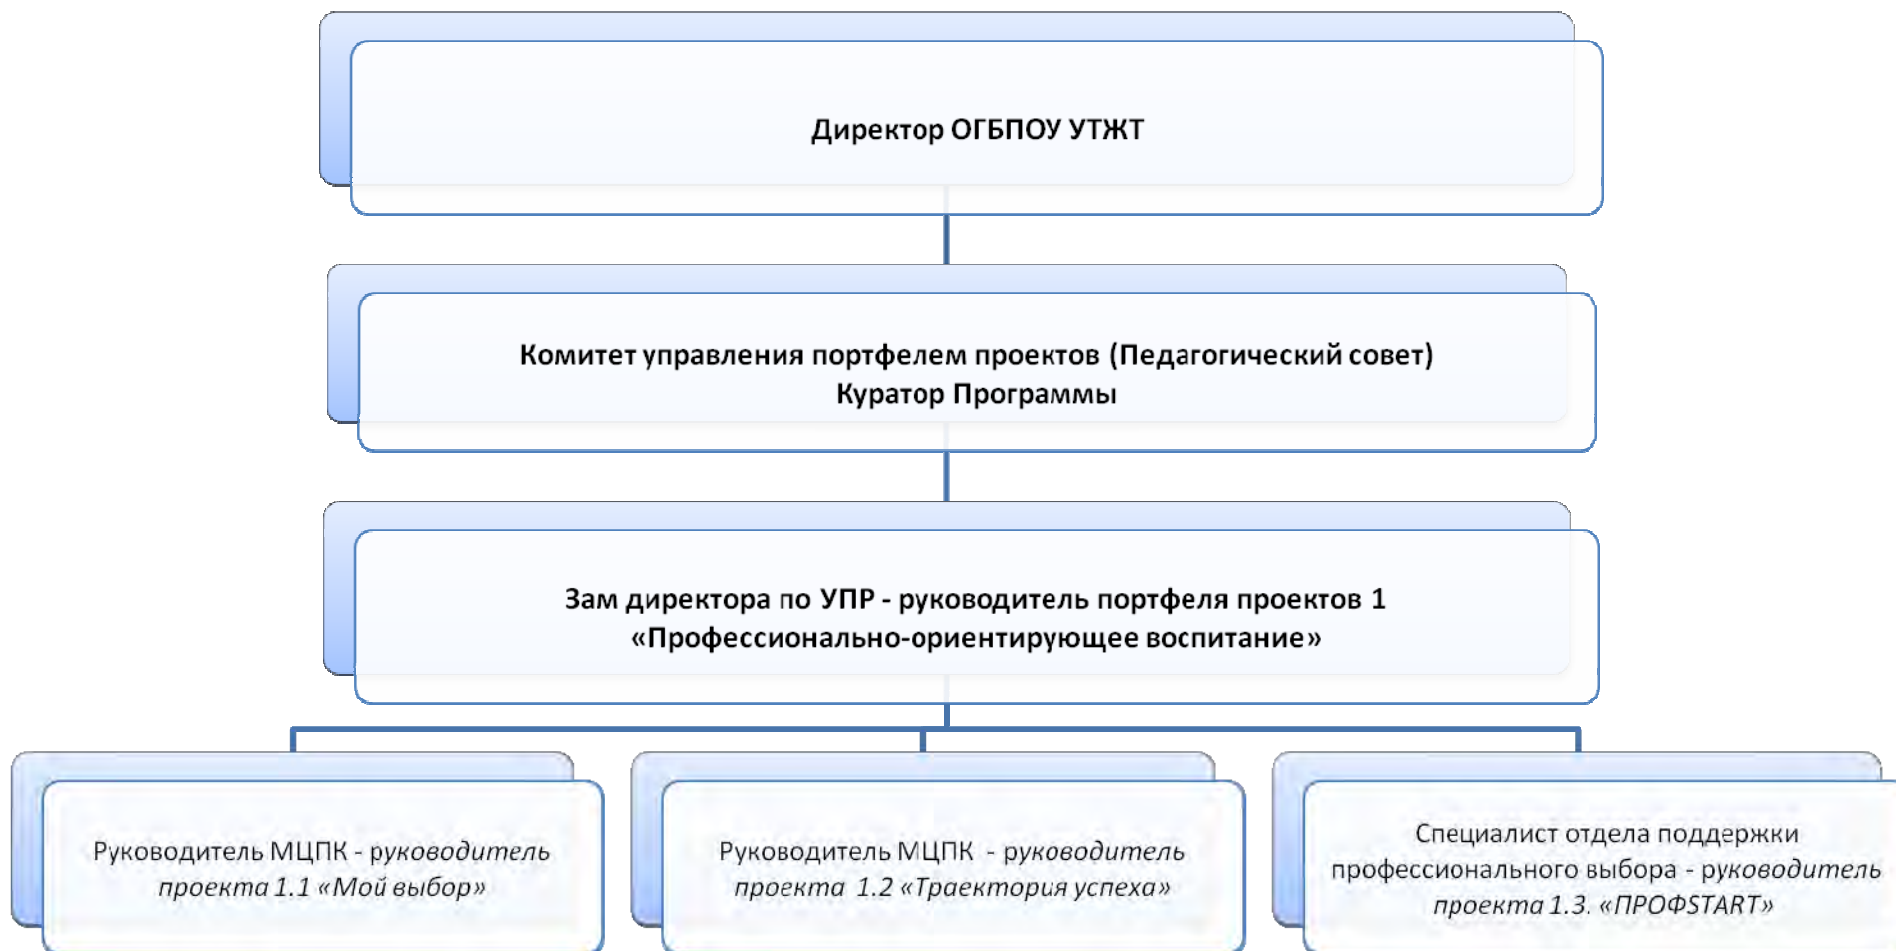 Директор ОГБПОУ УТЖТ
Комитет управления портфелем проектов (Педагогический совет)
Куратор Программы
Зам директора по УПР - руководитель портфеля проектов 1
«Профессионально-ориентирующее воспитание»
Руководитель МЦПК - руководитель
проекта 1.1 «Мой выбор»
Руководитель МЦПК - руководитель
проекта 1.2 «Траектория успеха»
Специалист отдела поддержки
профессионального выбора - руководитель
проекта 1.3. «ПРОФSTART»